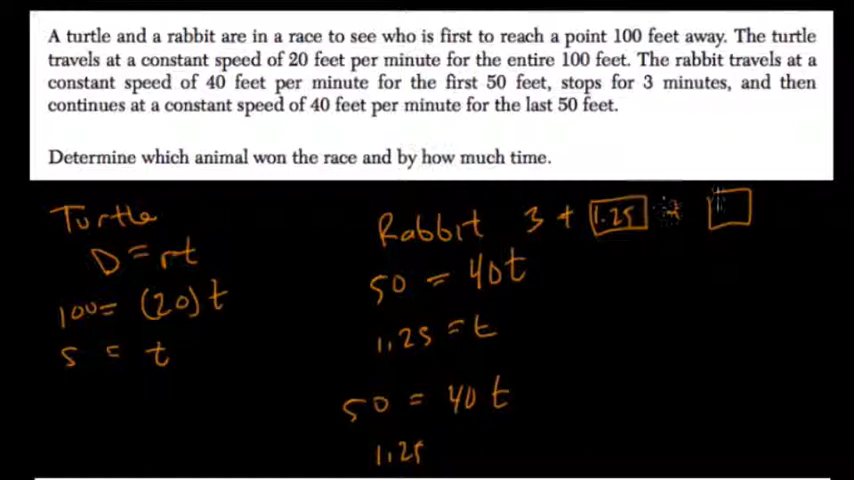 A turtle and a rabbit are in a race to see who is first to reach a point 100 feet away. The turtle
travels at a constant speed of 20 feet per minute for the entire 100 feet. The rabbit travels at a
constant speed of 40 feet per minute for the first 50 feet, stops for 3 minutes, and then
continues at a constant speed of 40 feet per minute for the last 50 feet.
Determine which animal won the race and by how much time.
Turtle
D = rt
100 = (20) t
5 = t
Rabbit 3 + 1.25
50 = 40t
1.25 = t
50 = 40 t
1.25